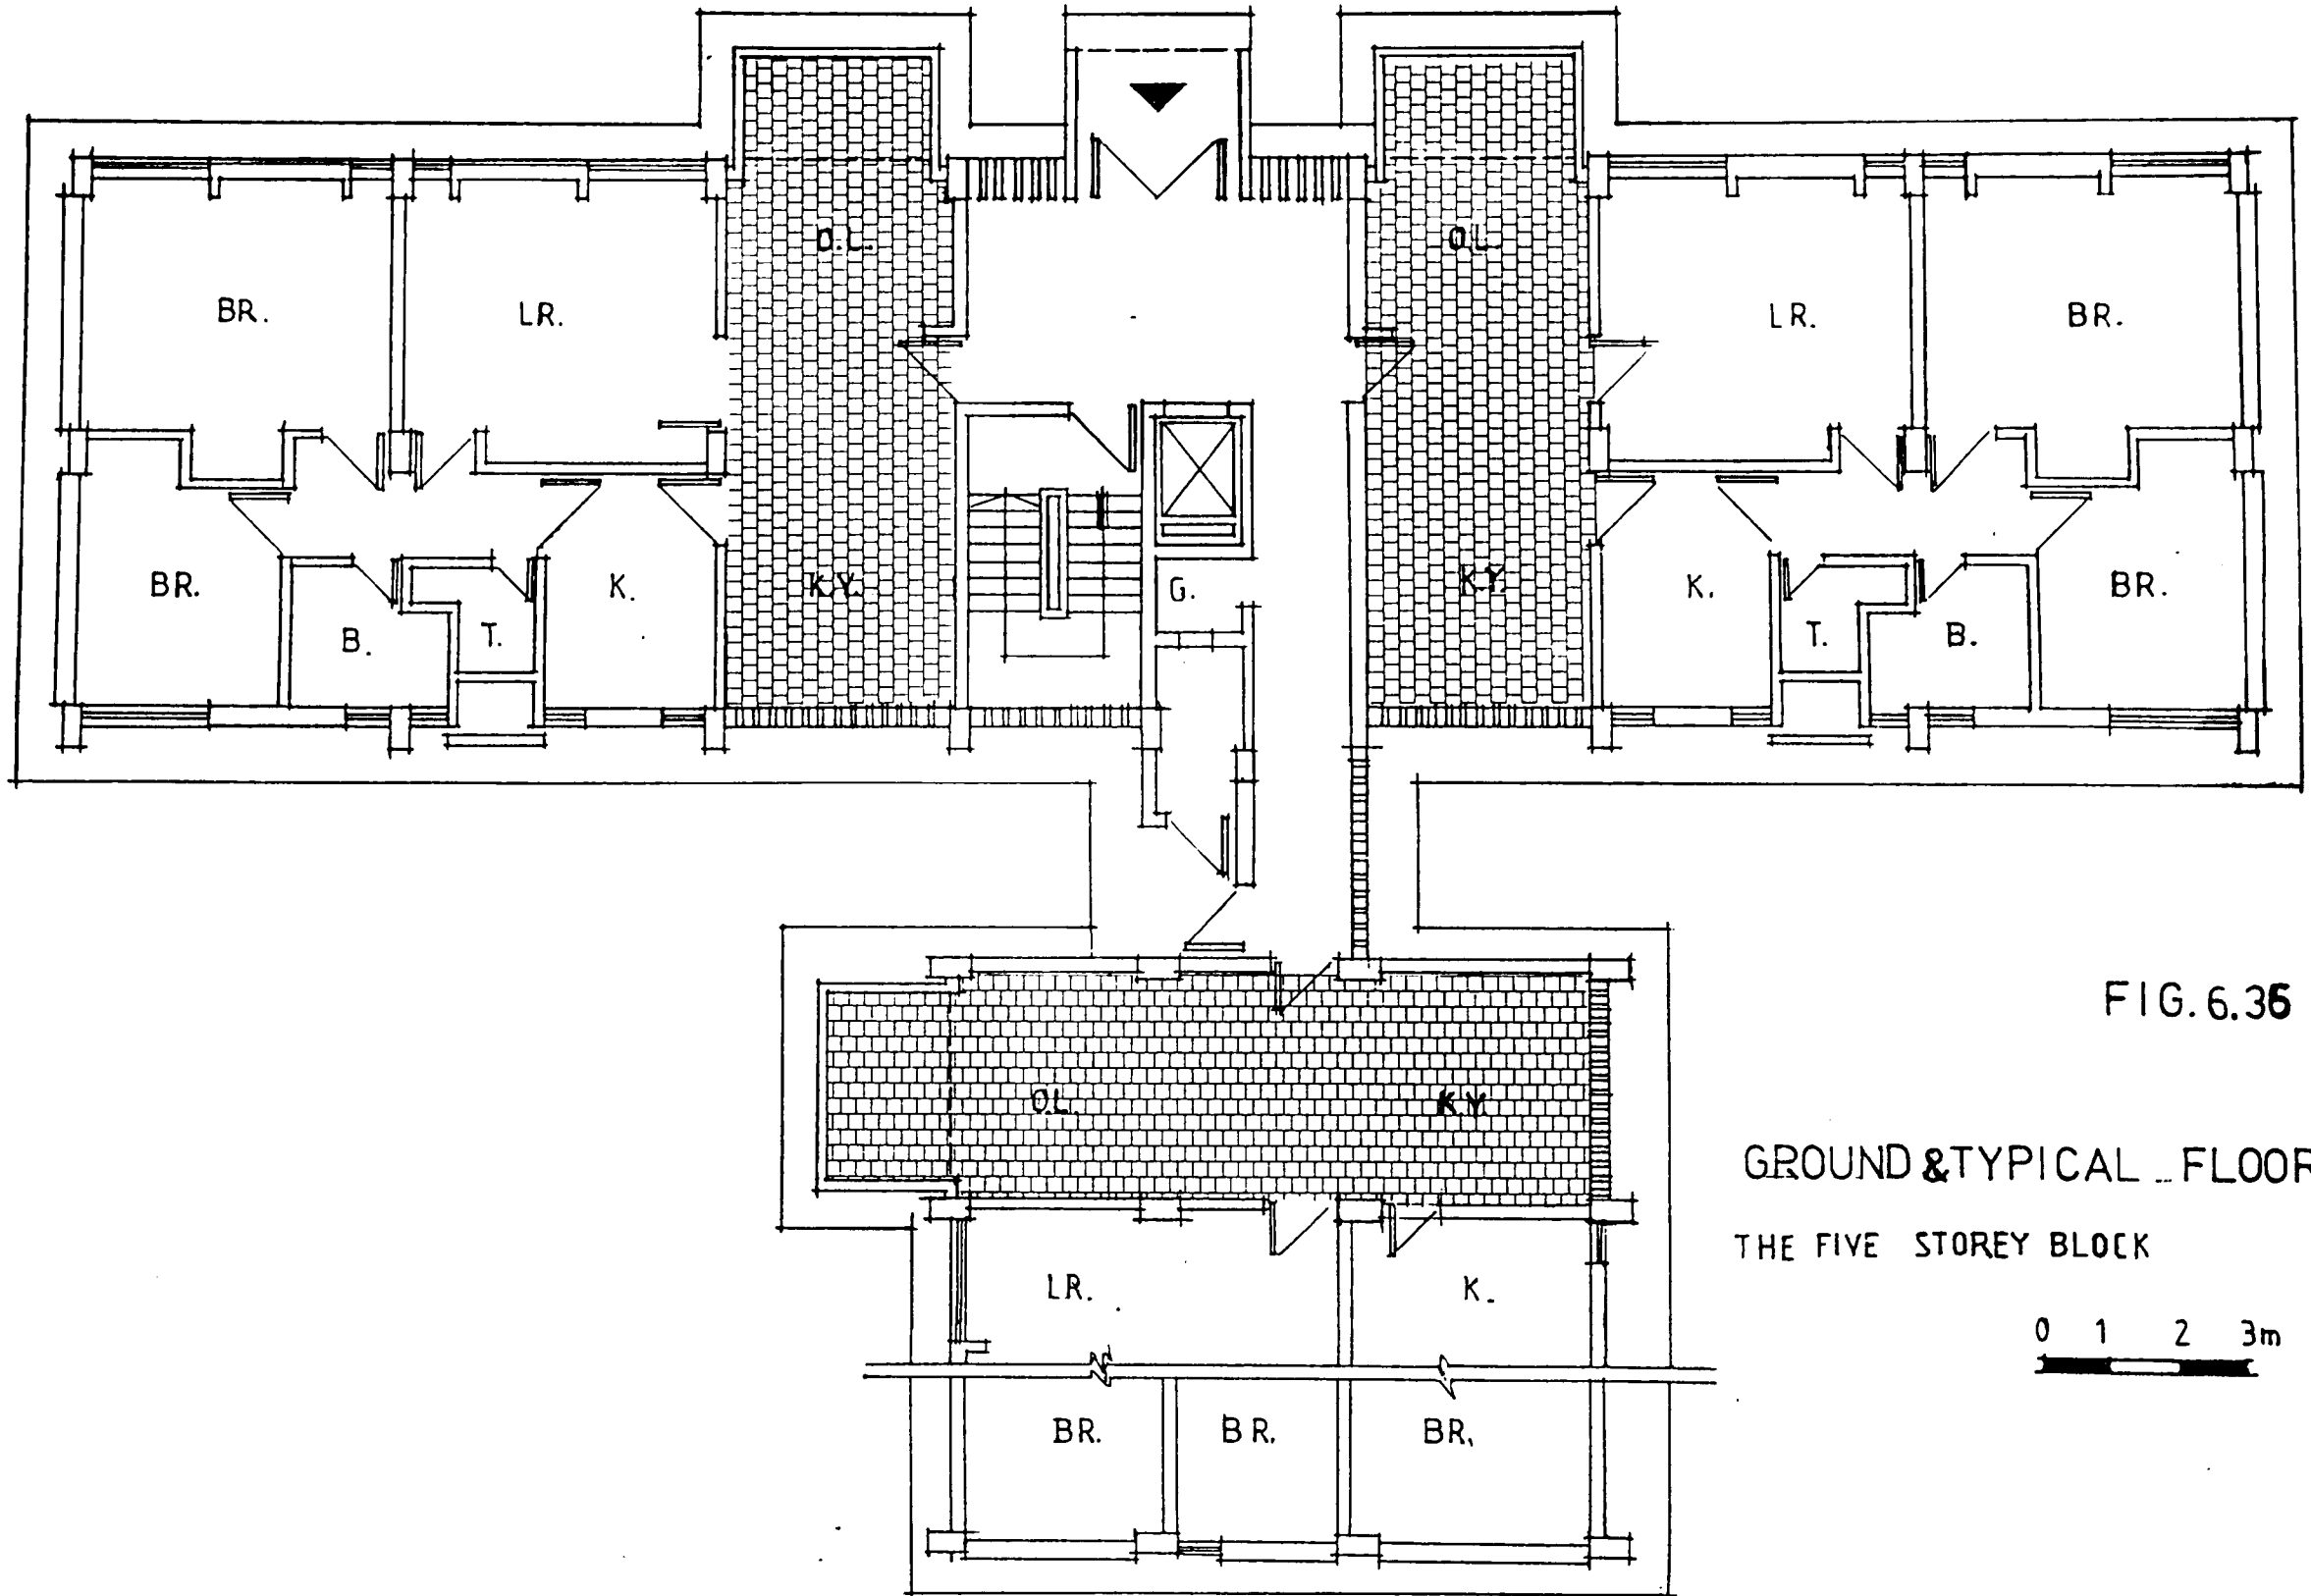 O.L. O.L.
BR. LR. LR. BR.
BR. B. T. K. K.Y. G. K.Y. K. T. B. BR.
FIG. 6.36
O.L. K.Y.
GROUND & TYPICAL _ FLOOR
THE FIVE STOREY BLOCK
LR. K.
0 1 2 3m
BR. BR. BR.